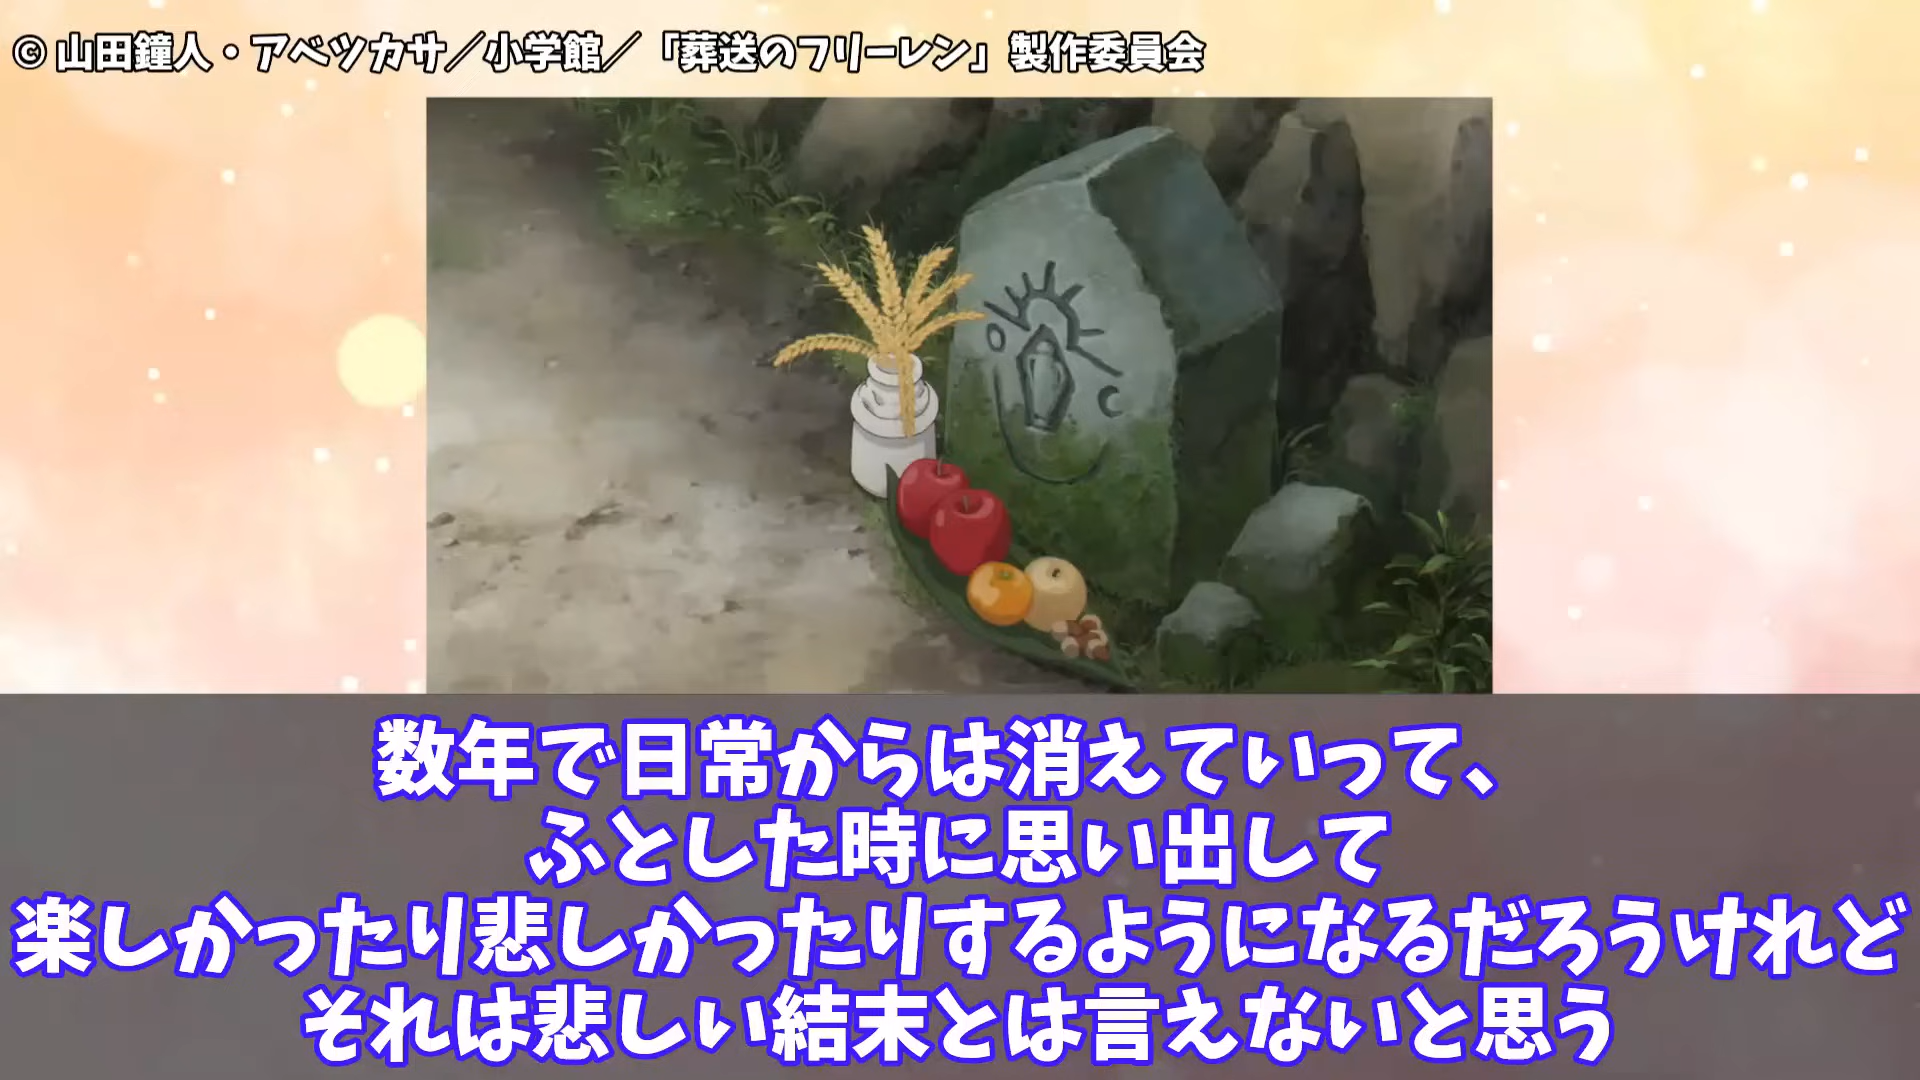 © 山田鐘人・アベツカサ／小学館／「葬送のフリーレン」製作委員会
数年で日常からは消えていって、
ふとした時に思い出して
楽しかったり悲しかったりするようになるだろうけれど
それは悲しい結末とは言えないと思う